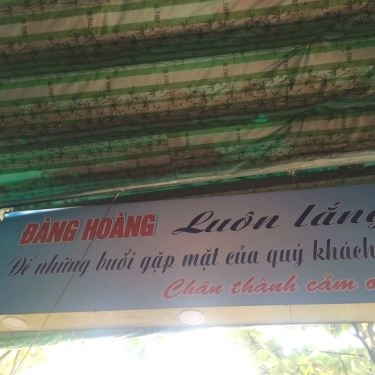 ĐÀNG HOÀNG Luôn lắng
Để những buổi gặp mặt của quý khách
Chân thành cảm ơ